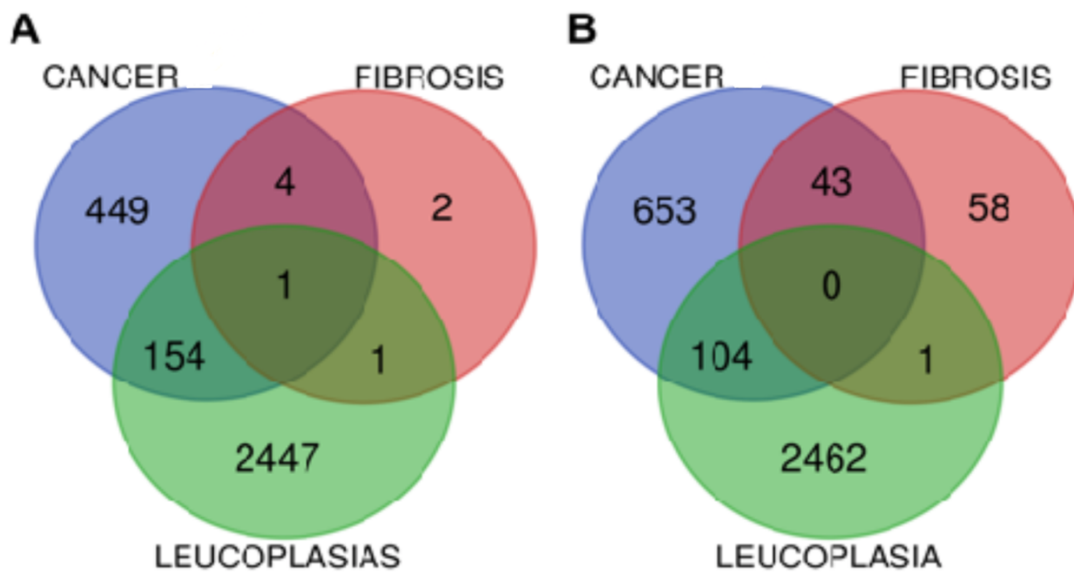 A
CANCER
FIBROSIS
449
4
2
1
154
1
2447
LEUCOPLASIAS
B
CANCER
FIBROSIS
653
43
58
0
104
1
2462
LEUCOPLASIA